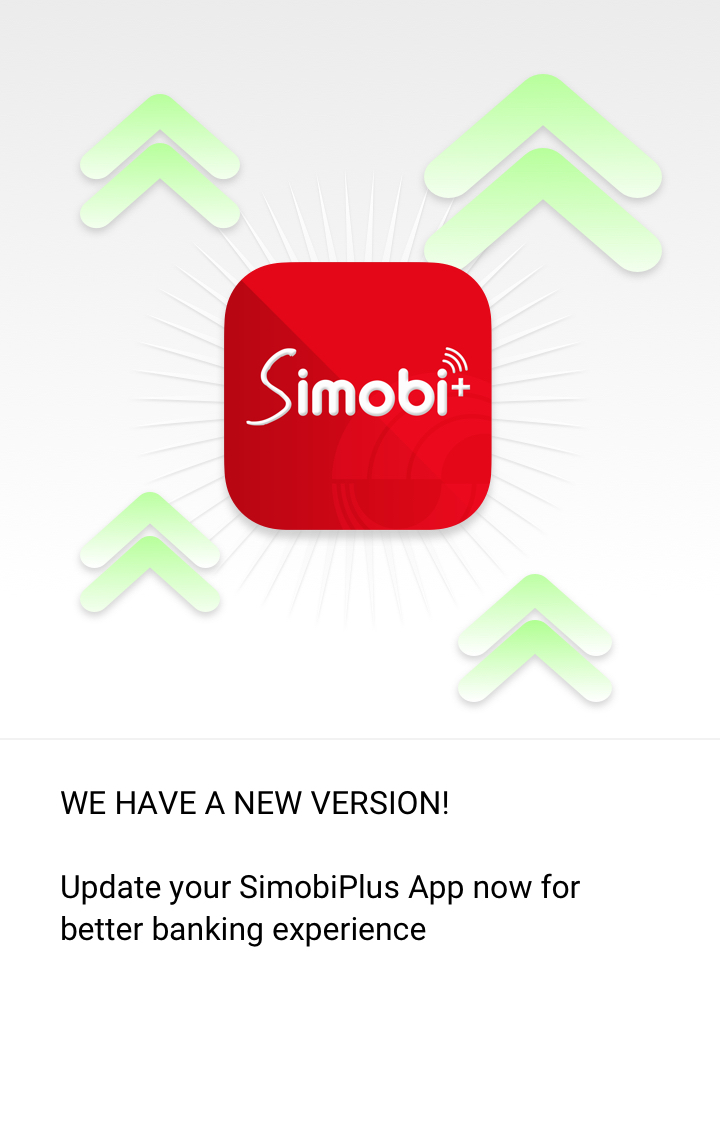 Simobi+
WE HAVE A NEW VERSION!
Update your SimobiPlus App now for
better banking experience